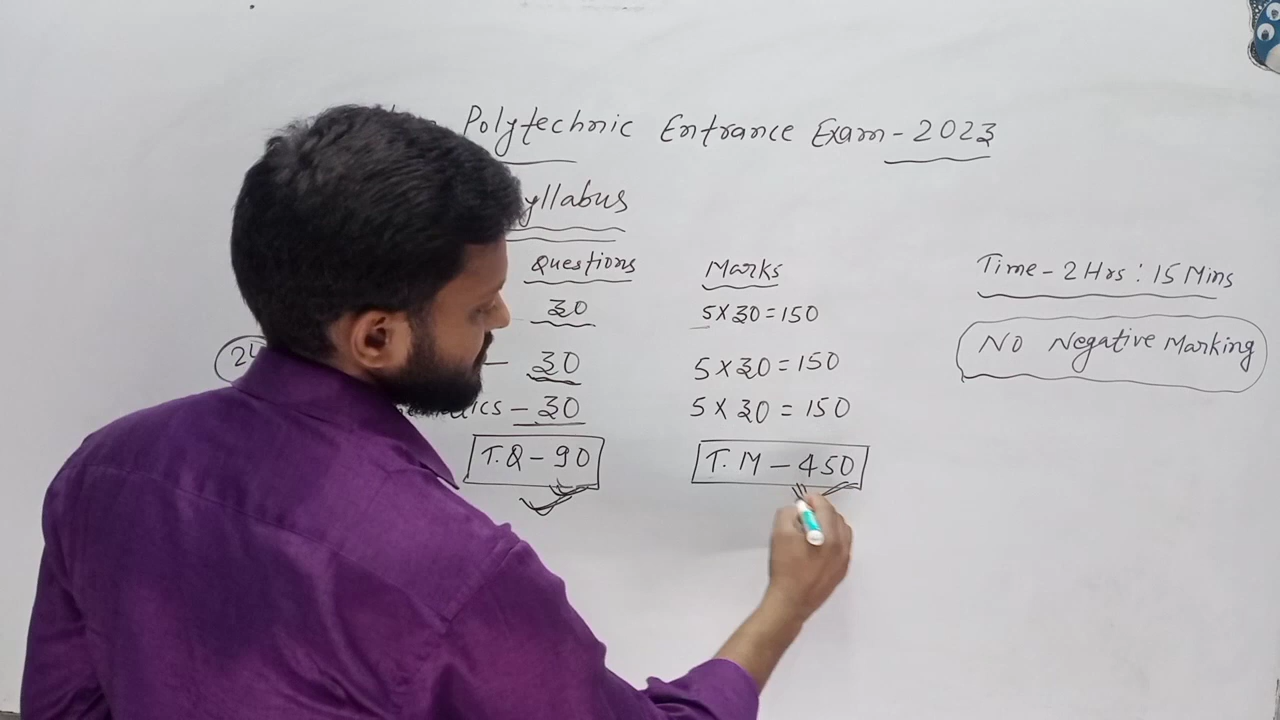 Polytechnic Entrance Exam - 2023
yllabus
Questions Marks
30 5 X 30 = 150
Time - 2 Hrs : 15 Mins
- 30 5 X 30 = 150
No Negative Marking
- 30 5 X 30 = 150
T.Q - 90 T.M - 450